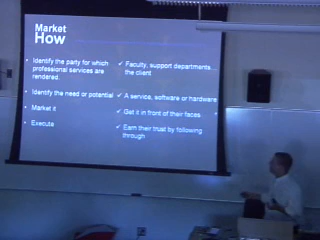 Market
How
• Identify the party for which
professional services are
rendered.
• Identify the need or potential
• Market it
• Execute
✓ Faculty, support departments...
the client
✓ A service, software or hardware
✓ Get it in front of their faces
✓ Earn their trust by following
through